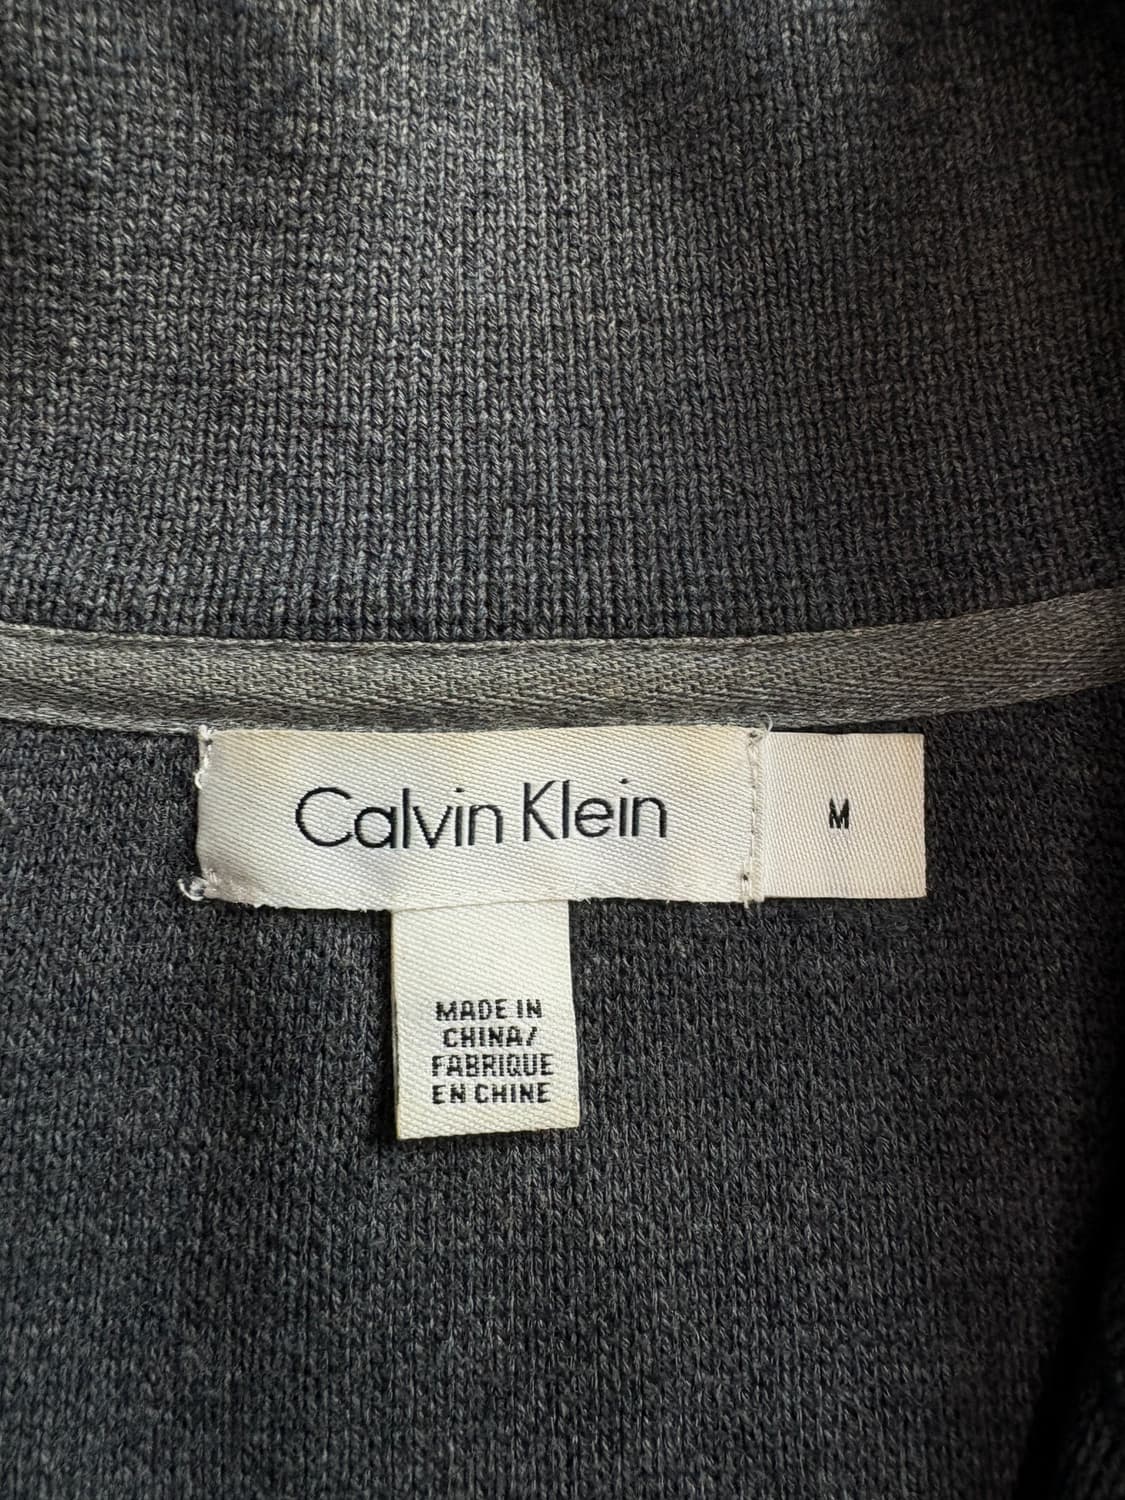 Calvin Klein
M
MADE IN
CHINA/
FABRIQUE
EN CHINE